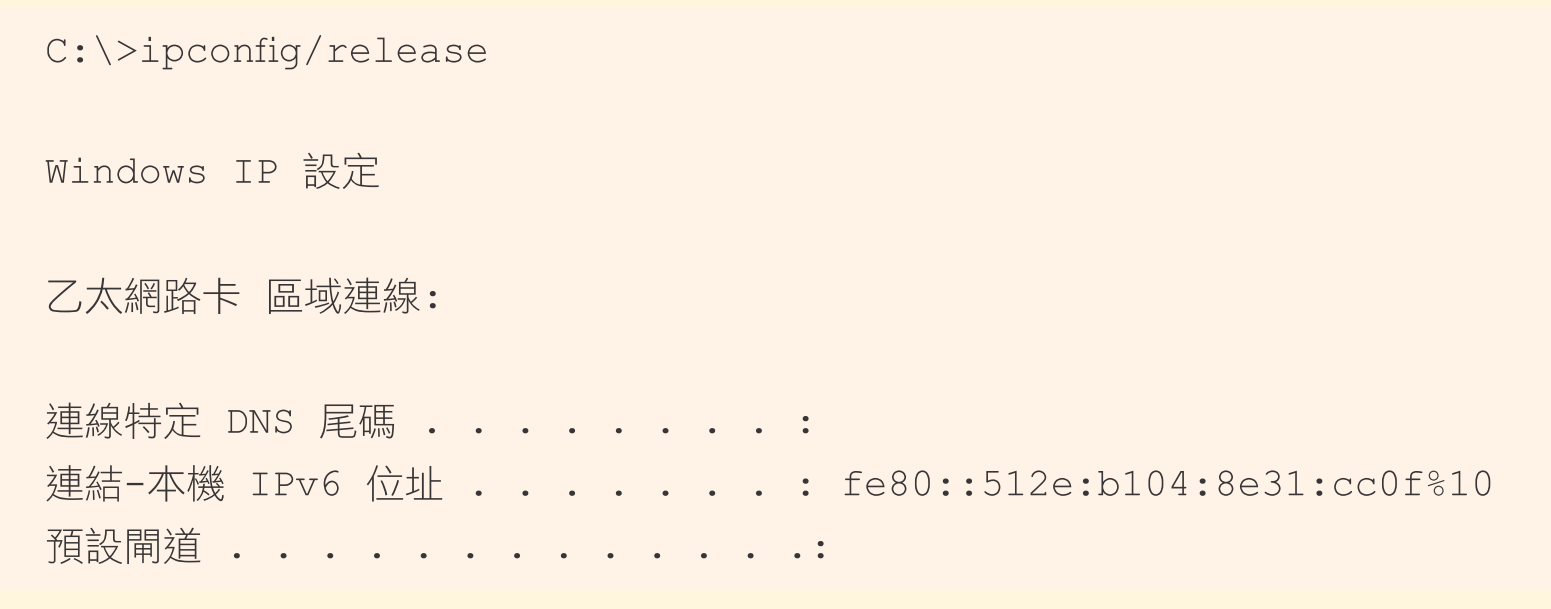 C:\>ipconfig/release
Windows IP 設定
乙太網路卡 區域連線:
連線特定 DNS 尾碼 . . . . . . . . :
連結-本機 IPv6 位址 . . . . . . . : fe80::512e:b104:8e31:cc0f%10
預設閘道 . . . . . . . . . . . . .: